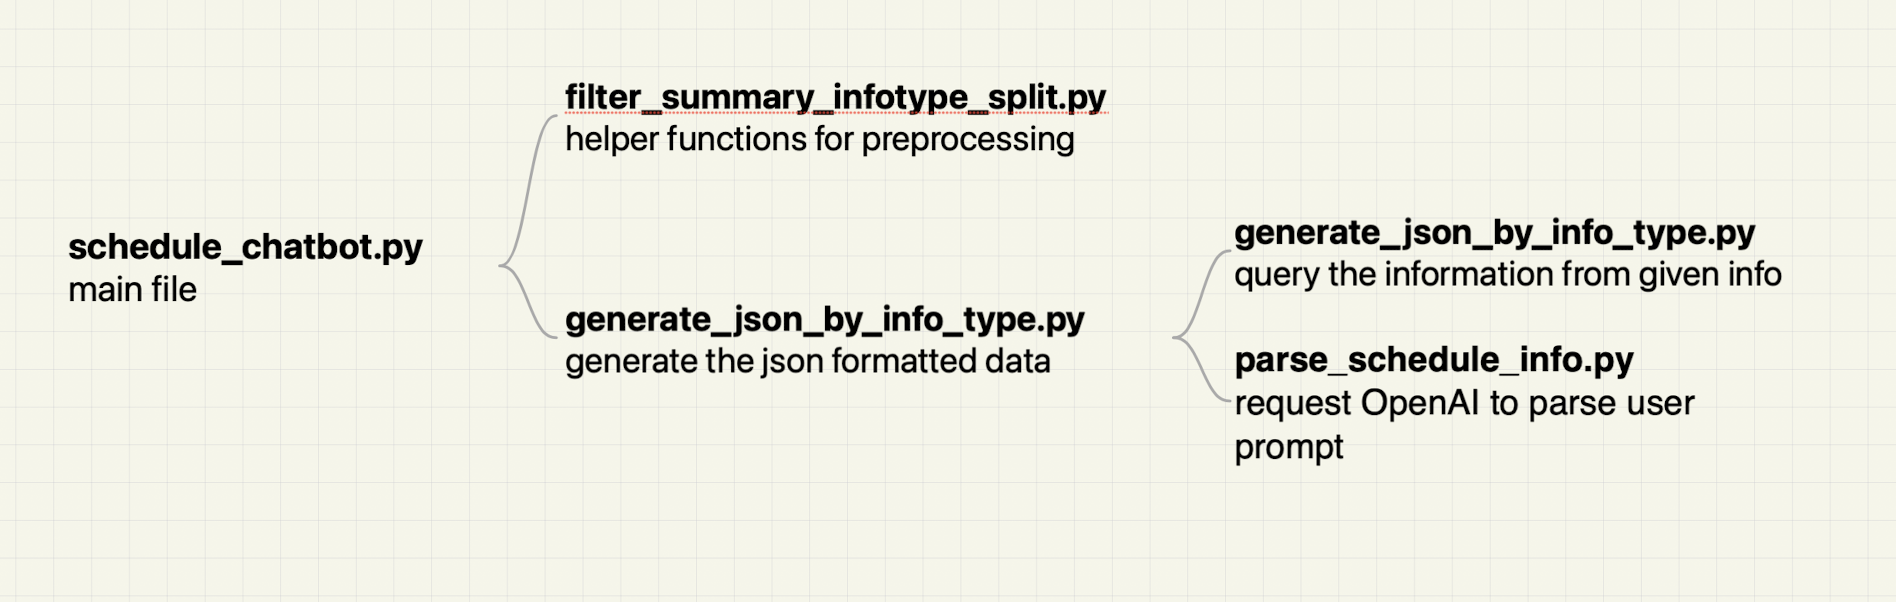 filter_summary_infotype_split.py
helper functions for preprocessing
schedule_chatbot.py
main file
generate_json_by_info_type.py
generate the json formatted data
generate_json_by_info_type.py
query the information from given info
parse_schedule_info.py
request OpenAI to parse user
prompt